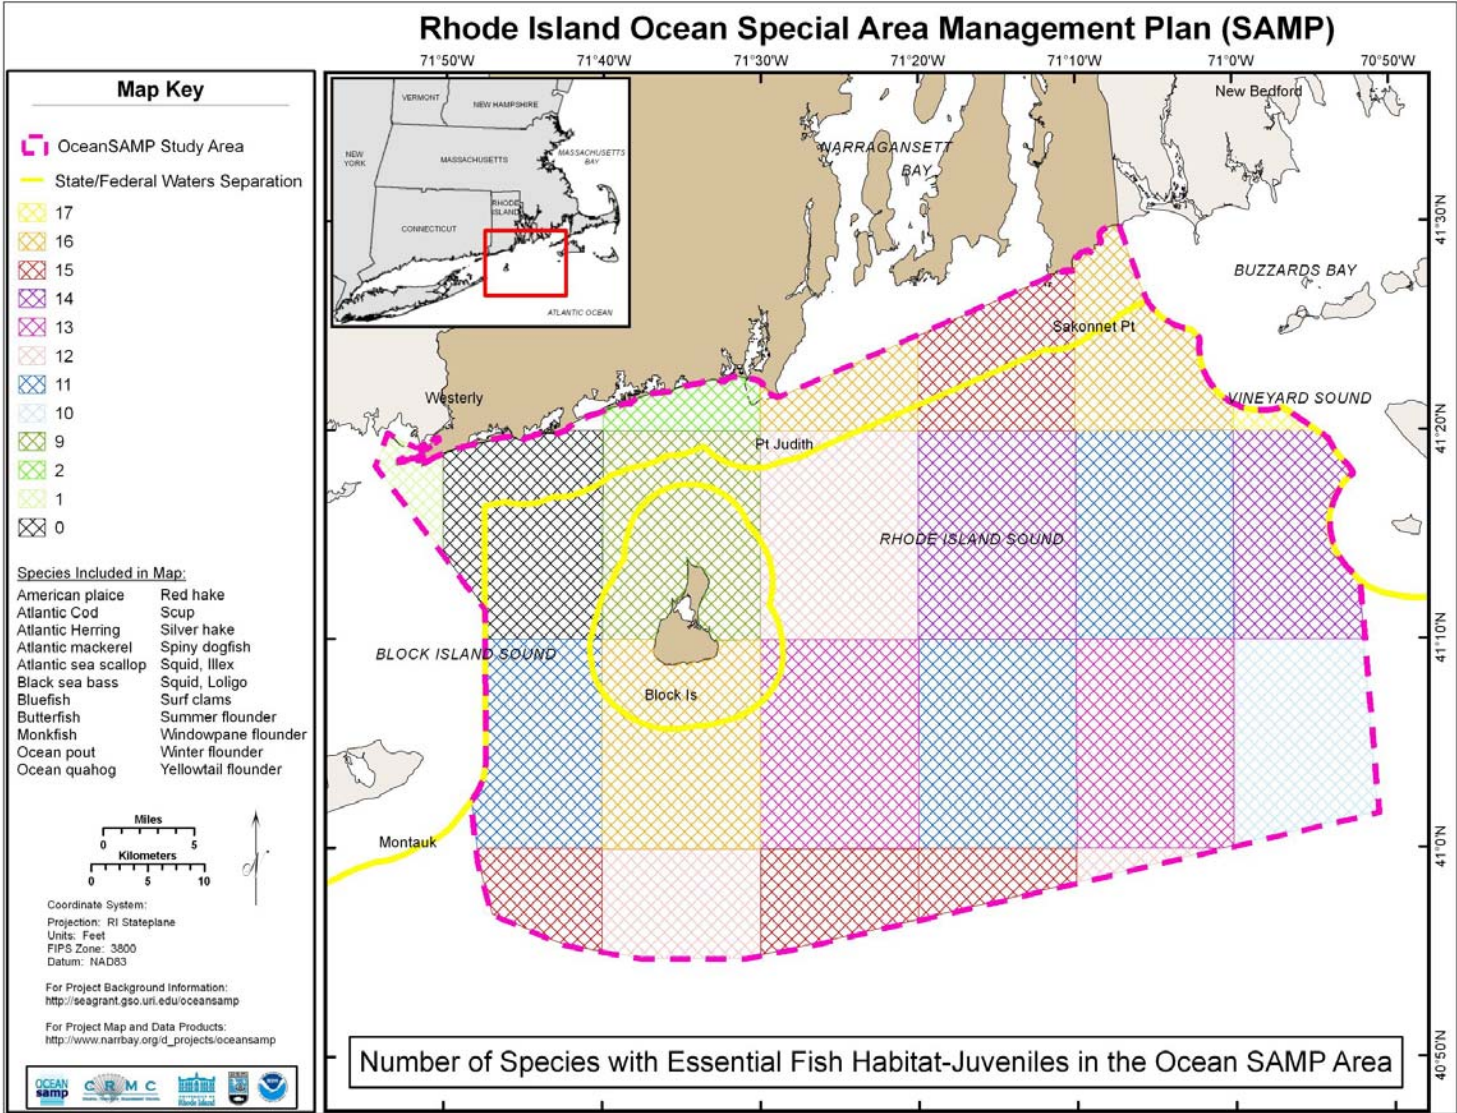 Rhode Island Ocean Special Area Management Plan (SAMP)
71°50'W
71°40'W
71°30'W
71°20'W
71°10'W
71°0'W
70°50'W
Map Key
OceanSAMP Study Area
State/Federal Waters Separation
17
16
15
14
13
12
11
10
9
2
1
0
Species Included in Map:
American plaice
Atlantic Cod
Atlantic Herring
Atlantic mackerel
Atlantic sea scallop
Black sea bass
Bluefish
Butterfish
Monkfish
Ocean pout
Ocean quahog
Red hake
Scup
Silver hake
Spiny dogfish
Squid, Illex
Squid, Loligo
Surf clams
Summer flounder
Windowpane flounder
Winter flounder
Yellowtail flounder
Miles
0 5
Kilometers
0 5 10
N
Coordinate System:
Projection: RI Stateplane
Units: Feet
FIPS Zone: 3800
Datum: NAD83
For Project Background Information:
http://seagrant.gso.uri.edu/oceansamp
For Project Map and Data Products:
http://www.narrbay.org/d_projects/oceansamp
OCEAN
samp
CRMC
Rhode Island
VERMONT
NEW HAMPSHIRE
NEW
YORK
MASSACHUSETTS
MASSACHUSETTS
BAY
RHODE
ISLAND
CONNECTICUT
ATLANTIC OCEAN
New Bedford
NARRAGANSETT
BAY
BUZZARDS BAY
Sakonnet Pt
VINEYARD SOUND
Westerly
Pt Judith
RHODE ISLAND SOUND
BLOCK ISLAND SOUND
Block Is
Montauk
41°30'N
41°20'N
41°10'N
41°0'N
40°50'N
Number of Species with Essential Fish Habitat-Juveniles in the Ocean SAMP Area